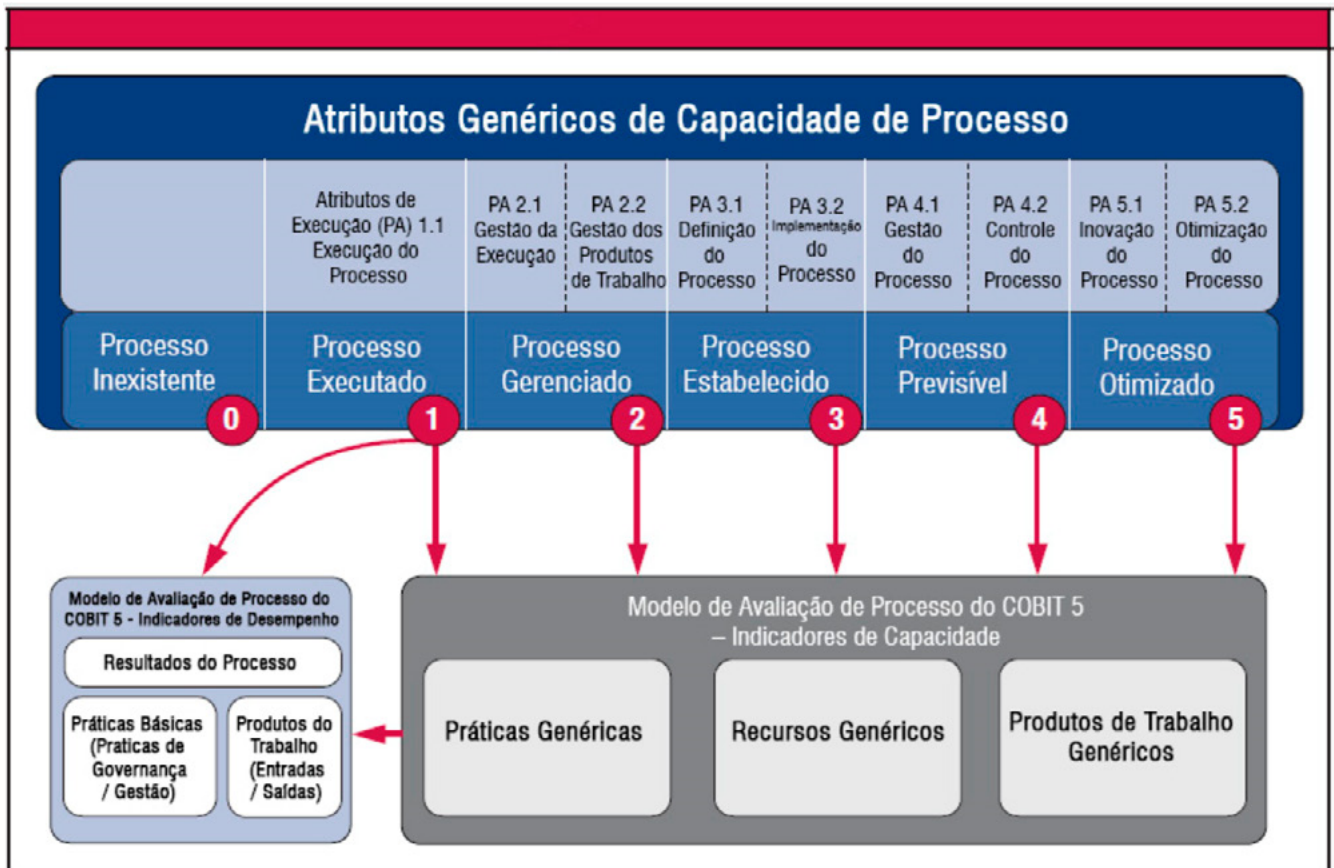 Atributos Genéricos de Capacidade de Processo
Atributos de
Execução (PA) 1.1
Execução do
Processo
PA 2.1
Gestão da
Execução
PA 2.2
Gestão dos
Produtos
de Trabalho
PA 3.1
Definição
do
Processo
PA 3.2
Implementação
do
Processo
PA 4.1
Gestão
do
Processo
PA 4.2
Controle
do
Processo
PA 5.1
Inovação
do
Processo
PA 5.2
Otimização
do
Processo
Processo
Inexistente
0
Processo
Executado
1
Processo
Gerenciado
2
Processo
Estabelecido
3
Processo
Previsível
4
Processo
Otimizado
5
Modelo de Avaliação de Processo do
COBIT 5 - Indicadores de Desempenho
Resultados do Processo
Práticas Básicas
(Praticas de
Governança
/ Gestão)
Produtos do
Trabalho
(Entradas
/ Saídas)
Modelo de Avaliação de Processo do COBIT 5
– Indicadores de Capacidade
Práticas Genéricas
Recursos Genéricos
Produtos de Trabalho
Genéricos